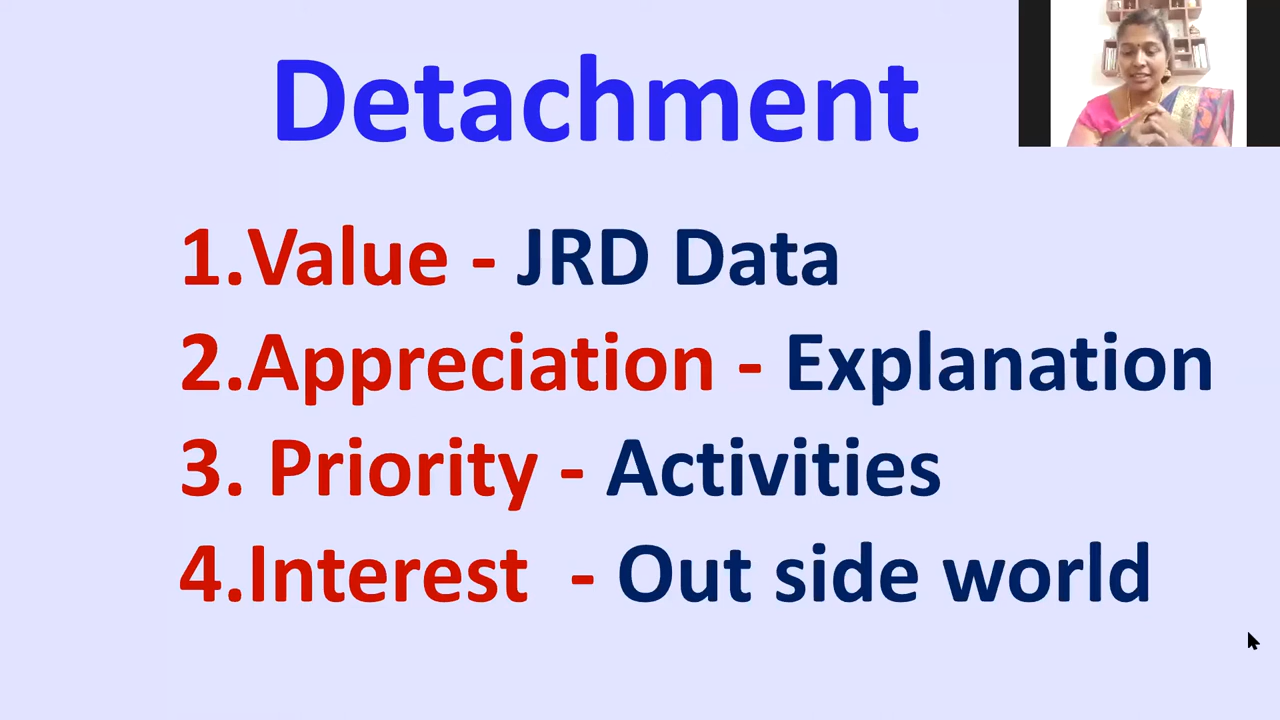 Detachment
1.Value - JRD Data
2.Appreciation - Explanation
3. Priority - Activities
4.Interest - Out side world